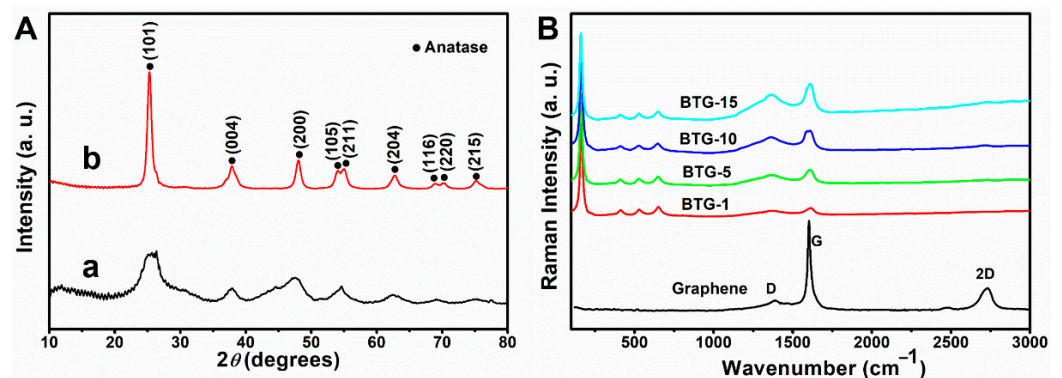 A
Intensity (a. u.)
● Anatase
(101)
(004)
(200)
(105)
(211)
(204)
(116)
(220)
(215)
b
a
10 20 30 40 50 60 70 80
2θ (degrees)
B
Raman Intensity (a. u.)
BTG-15
BTG-10
BTG-5
BTG-1
Graphene
D
G
2D
500 1000 1500 2000 2500 3000
Wavenumber (cm⁻¹)